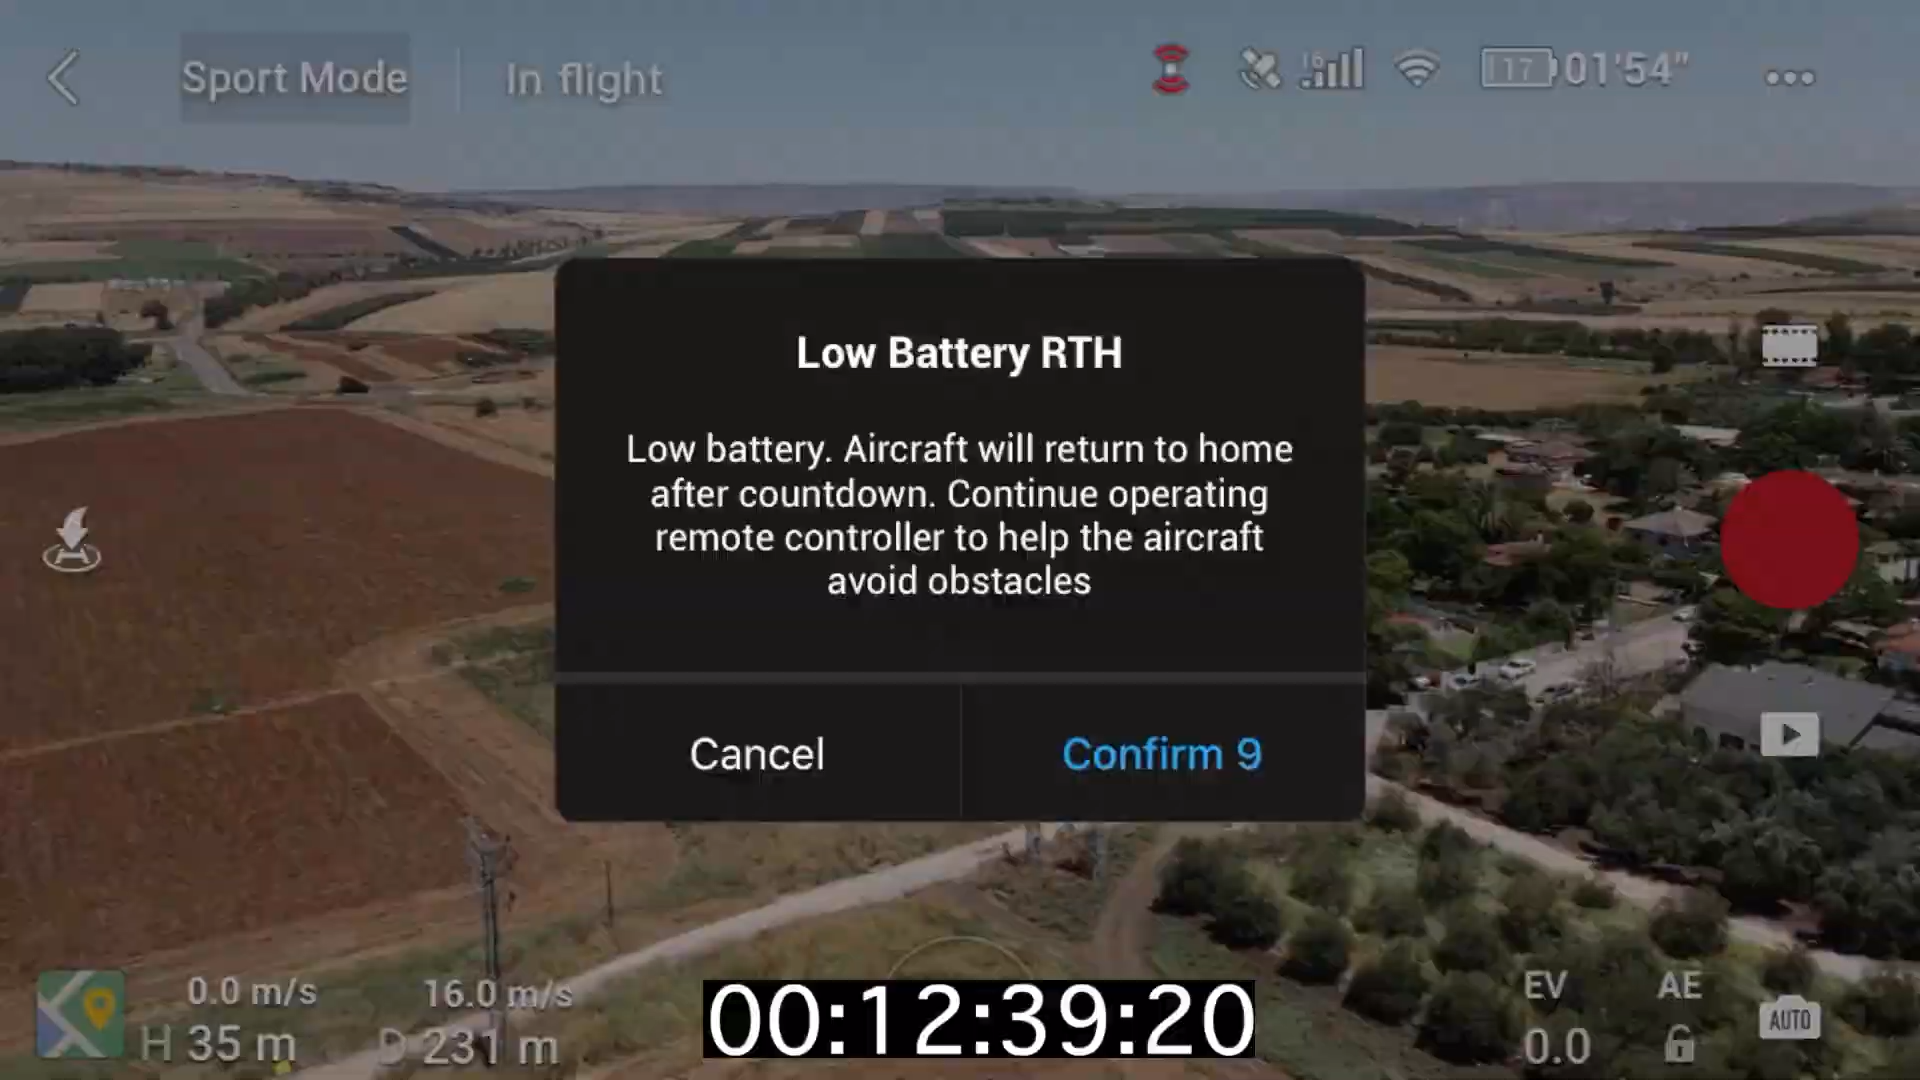 Sport Mode
In flight
16
17
01'54"
Low Battery RTH
Low battery. Aircraft will return to home
after countdown. Continue operating
remote controller to help the aircraft
avoid obstacles
Cancel
Confirm 9
0.0 m/s
16.0 m/s
H 35 m
D 231 m
00:12:39:20
EV
0.0
AE
AUTO